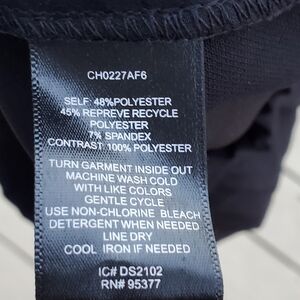 CH0227AF6
SELF: 48%POLYESTER
45% REPREVE RECYCLE
POLYESTER
7% SPANDEX
CONTRAST: 100% POLYESTER
TURN GARMENT INSIDE OUT
MACHINE WASH COLD
WITH LIKE COLORS
GENTLE CYCLE
USE NON-CHLORINE BLEACH
DETERGENT WHEN NEEDED
LINE DRY
COOL IRON IF NEEDED
IC# DS2102
RN# 95377